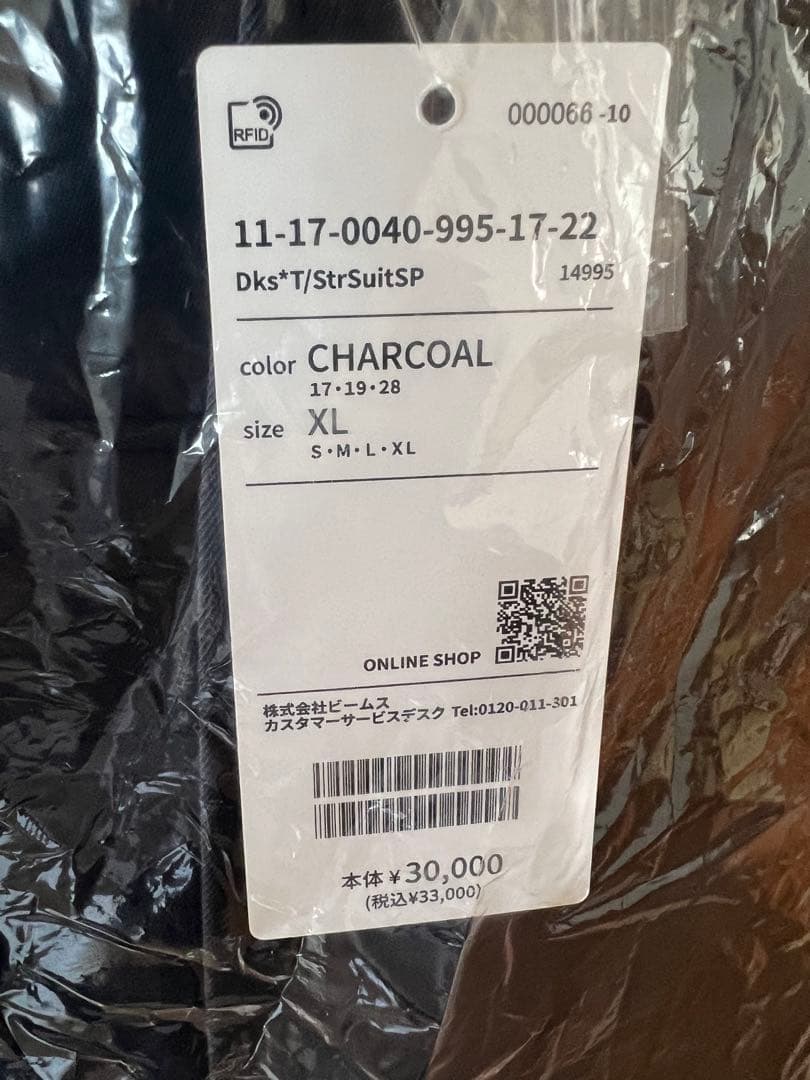 RFID
000066 -10
11-17-0040-995-17-22
Dks*T/StrSuitSP 14995
color CHARCOAL
17・19・28
size XL
S・M・L・XL
ONLINE SHOP
株式会社ビームス
カスタマーサービスデスク Tel:0120-011-301
本体 ¥30,000
(税込¥33,000)